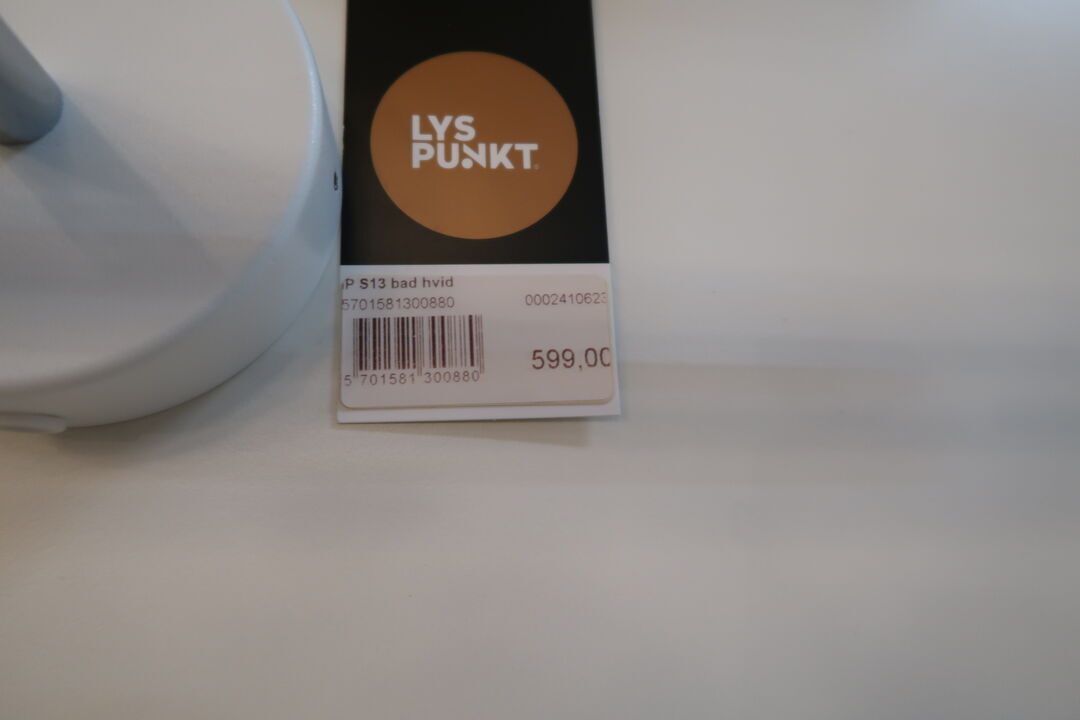 LYS
PUNKT
P S13 bad hvid
5701581300880
0002410623
599,00
5 701581 300880